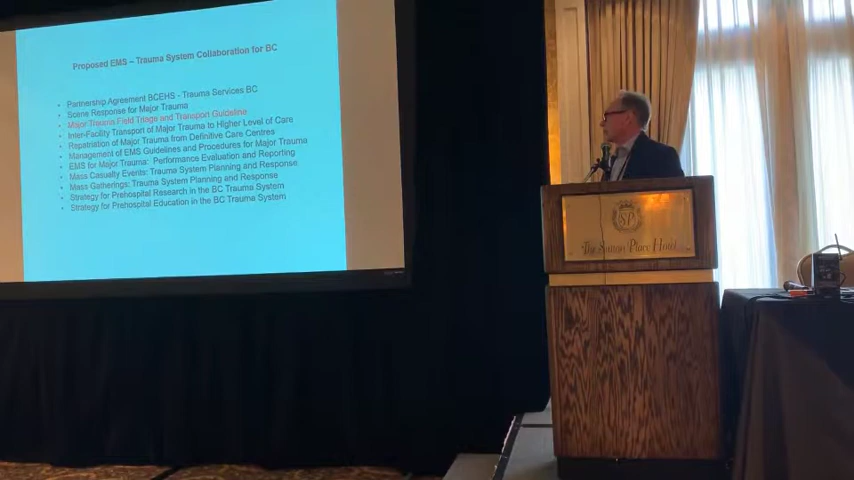 Proposed EMS – Trauma System Collaboration for BC
• Partnership Agreement BCEHS - Trauma Services BC
• Scene Response for Major Trauma
• Major Trauma Field Triage and Transport Guideline
• Inter-Facility Transport of Major Trauma to Higher Level of Care
• Repatriation of Major Trauma from Definitive Care Centre
• Management of EMS Guidelines and Procedures for Major Trauma
• EMS for Major Trauma: Performance Evaluation and Reporting
• Mass Casualty Events: Trauma System Planning and Response
• Mass Gatherings: Trauma System Planning and Response
• Strategy for Prehospital Research in the BC Trauma System
• Strategy for Prehospital Education in the BC Trauma System
SP
The Sutton Place Hotel